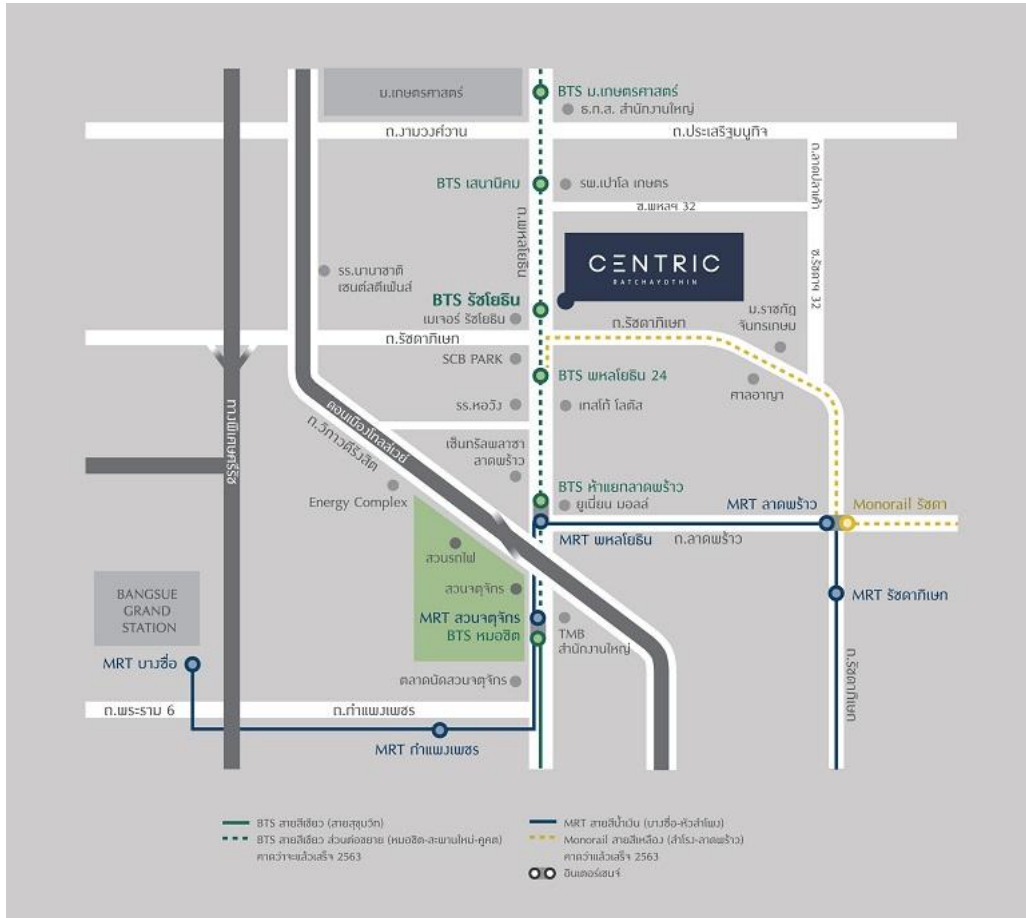 BTS ม.เกษตรศาสตร์
ม.เกษตรศาสตร์
ธ.ก.ส. สำนักงานใหญ่
ถ.งามวงศ์วาน
ถ.ประเสริฐมนูกิจ
ถ.ลาดปลาเค้า
BTS เสนานิคม
รพ.เปาโล เกษตร
ซ.พหลฯ 32
ถ.พหลโยธิน
CENTRIC
RATCHAYOTHIN
ซ.รัชดาฯ 32
รร.นานาชาติ
เซนต์สตีเฟ่นส์
BTS รัชโยธิน
เมเจอร์ รัชโยธิน
ถ.รัชดาภิเษก
ถ.รัชดาภิเษก
ม.ราชภัฏ
จันทรเกษม
SCB PARK
BTS พหลโยธิน 24
ศาลอาญา
รร.หอวัง
เทสโก้ โลตัส
ทางพิเศษศรีรัช
ดอนเมืองโทลล์เวย์
ถ.วิภาวดีรังสิต
เซ็นทรัลพลาซา
ลาดพร้าว
Energy Complex
BTS ห้าแยกลาดพร้าว
ยูเนี่ยน มอลล์
MRT ลาดพร้าว
Monorail รัชดา
MRT พหลโยธิน
ถ.ลาดพร้าว
สวนรถไฟ
สวนจตุจักร
BANGSUE
GRAND
STATION
MRT รัชดาภิเษก
MRT สวนจตุจักร
BTS หมอชิต
TMB
สำนักงานใหญ่
MRT บางซื่อ
ตลาดนัดสวนจตุจักร
ถ.รัชดาภิเษก
ถ.พระราม 6
ถ.กำแพงเพชร
MRT กำแพงเพชร
BTS สายสีเขียว (สายสุขุมวิท)
BTS สายสีเขียว ส่วนต่อขยาย (หมอชิต-สะพานใหม่-คูคต)
คาดว่าจะแล้วเสร็จ 2563
MRT สายสีน้ำเงิน (บางซื่อ-หัวลำโพง)
Monorail สายสีเหลือง (สำโรง-ลาดพร้าว)
คาดว่าแล้วเสร็จ 2563
อินเตอร์เชนจ์